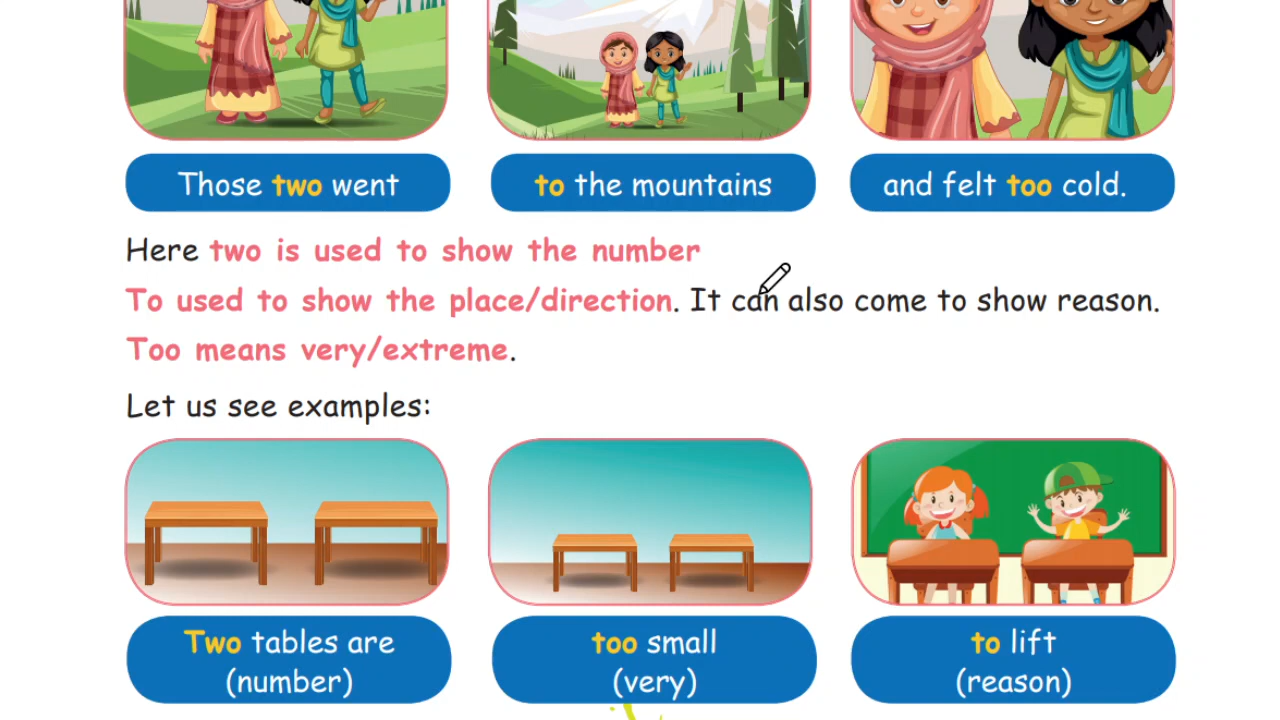 Those two went
to the mountains
and felt too cold.
Here two is used to show the number
To used to show the place/direction. It can also come to show reason.
Too means very/extreme.
Let us see examples:
Two tables are
(number)
too small
(very)
to lift
(reason)